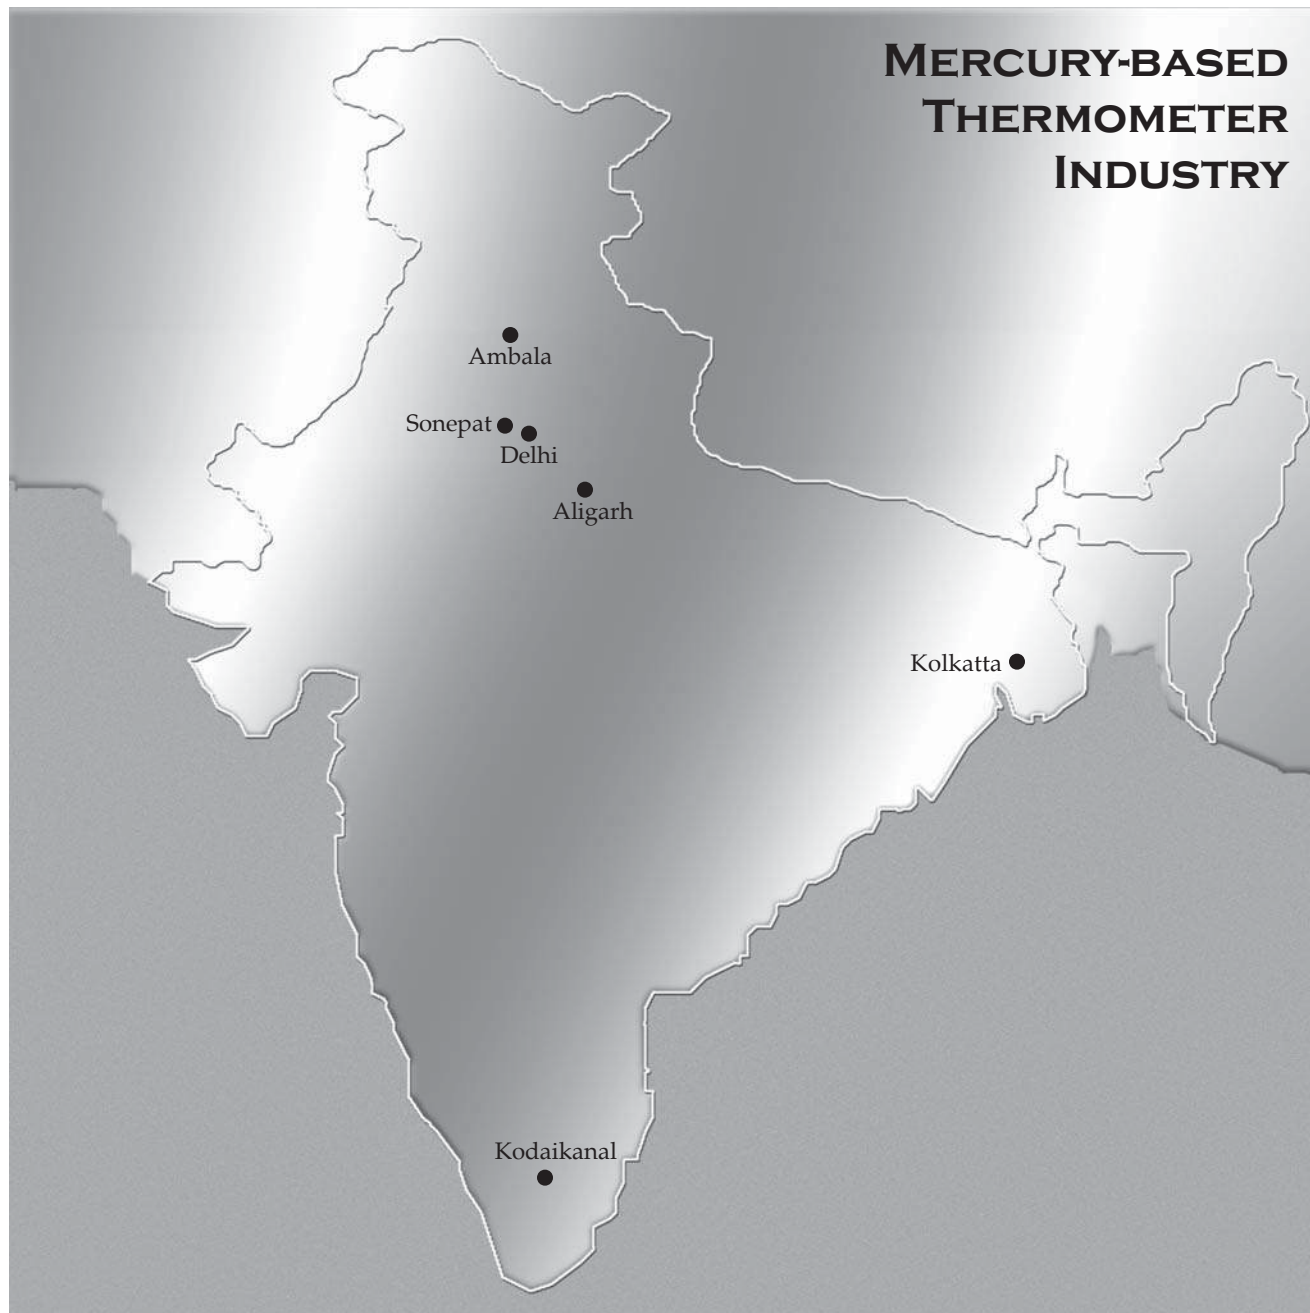 MERCURY-BASED
THERMOMETER
INDUSTRY
Ambala
Sonepat
Delhi
Aligarh
Kolkatta
Kodaikanal